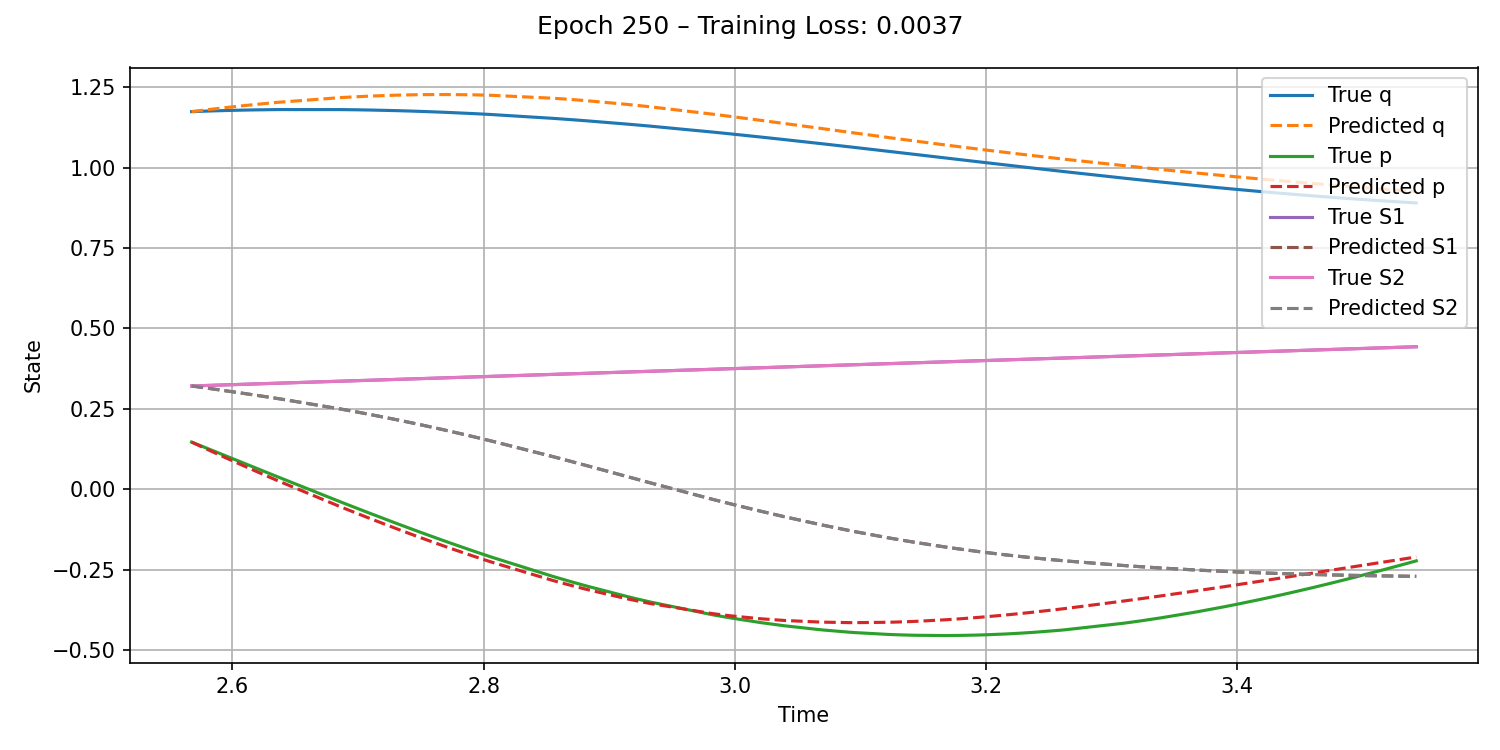 Epoch 250 – Training Loss: 0.0037
1.25
1.00
0.75
0.50
0.25
0.00
−0.25
−0.50
State
True q
Predicted q
True p
Predicted p
True S1
Predicted S1
True S2
Predicted S2
2.6 2.8 3.0 3.2 3.4
Time